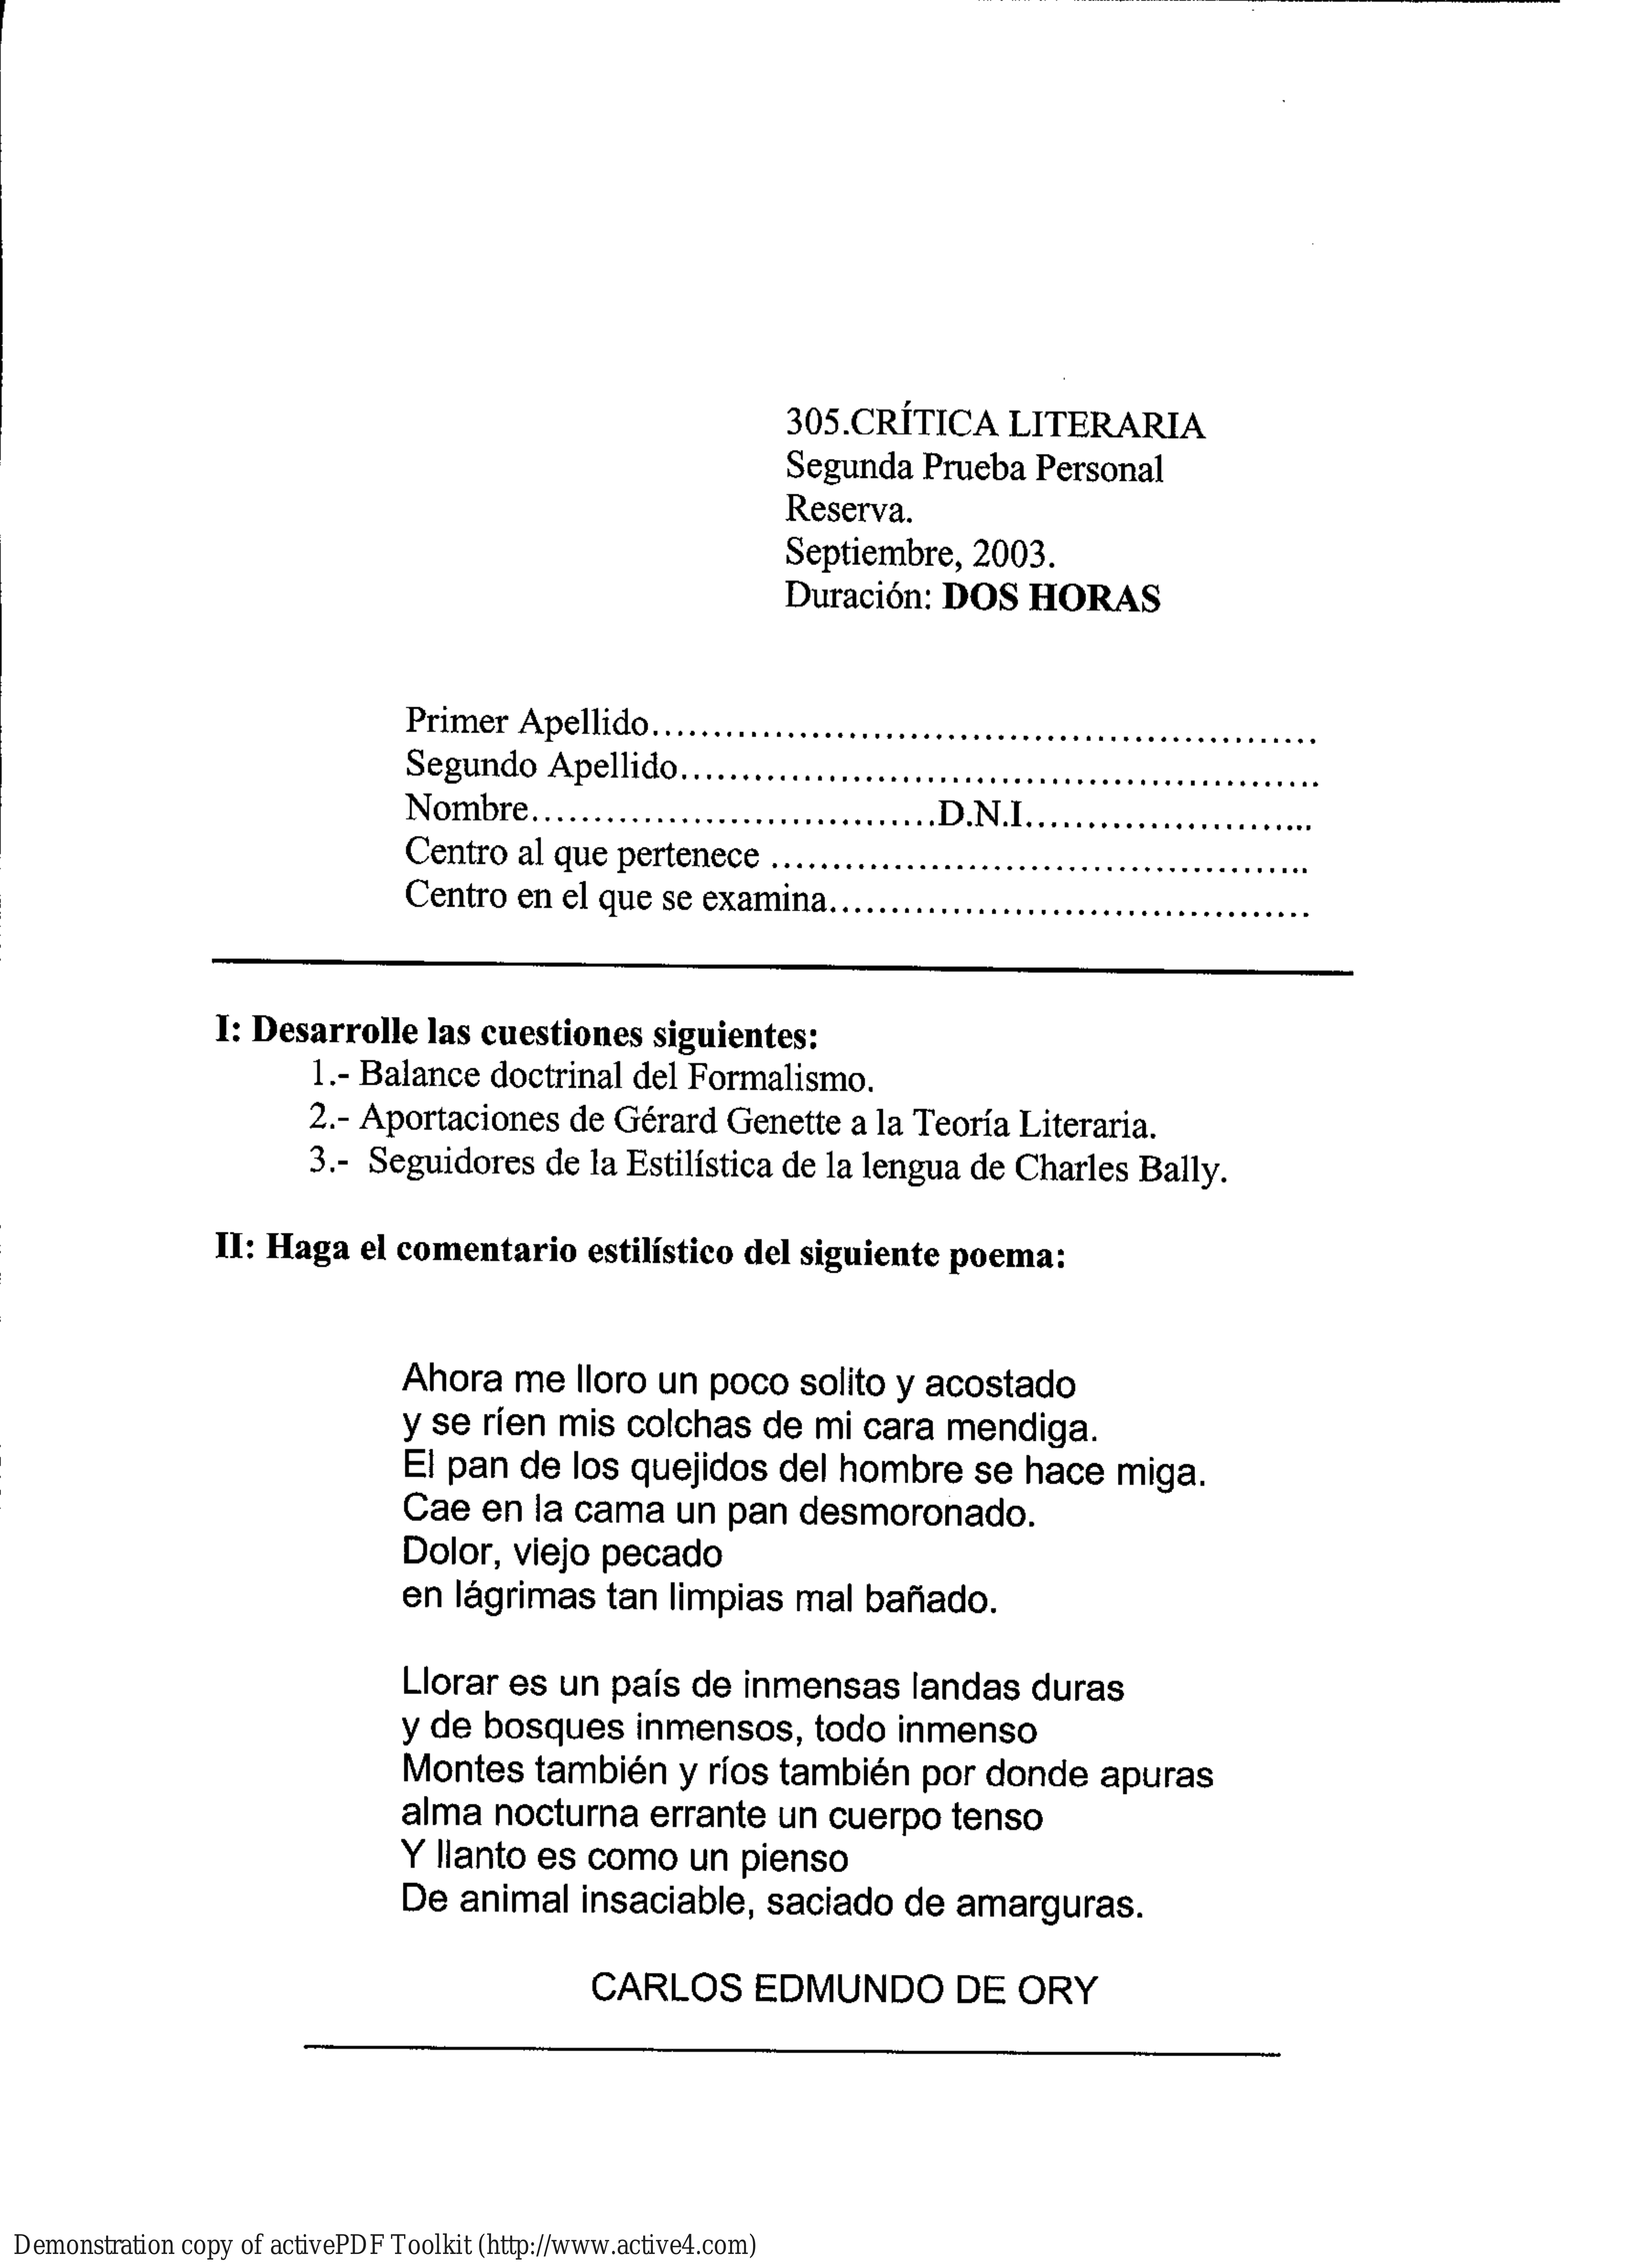 305.CRÍTICA LITERARIA
Segunda Prueba Personal
Reserva.
Septiembre, 2003.
Duración: DOS HORAS
Primer Apellido.......................................................
Segundo Apellido....................................................
Nombre.................................D.N.I.......................
Centro al que pertenece ............................................
Centro en el que se examina.......................................
I: Desarrolle las cuestiones siguientes:
1.- Balance doctrinal del Formalismo.
2.- Aportaciones de Gérard Genette a la Teoría Literaria.
3.- Seguidores de la Estilística de la lengua de Charles Bally.
II: Haga el comentario estilístico del siguiente poema:
Ahora me lloro un poco solito y acostado
y se ríen mis colchas de mi cara mendiga.
El pan de los quejidos del hombre se hace miga.
Cae en la cama un pan desmoronado.
Dolor, viejo pecado
en lágrimas tan limpias mal bañado.
Llorar es un país de inmensas landas duras
y de bosques inmensos, todo inmenso
Montes también y ríos también por donde apuras
alma nocturna errante un cuerpo tenso
Y llanto es como un pienso
De animal insaciable, saciado de amarguras.
CARLOS EDMUNDO DE ORY
Demonstration copy of activePDF Toolkit (http://www.active4.com)